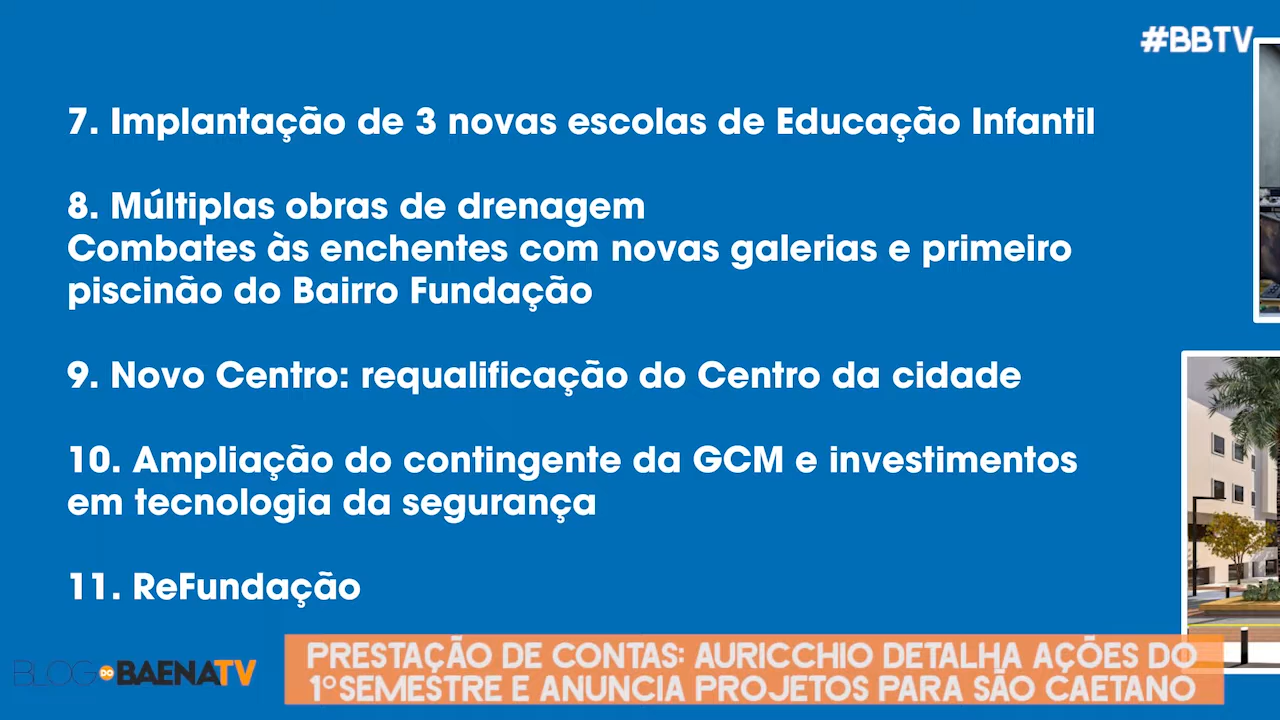 #BBTV
7. Implantação de 3 novas escolas de Educação Infantil
8. Múltiplas obras de drenagem
Combates às enchentes com novas galerias e primeiro
piscinão do Bairro Fundação
9. Novo Centro: requalificação do Centro da cidade
10. Ampliação do contingente da GCM e investimentos
em tecnologia da segurança
11. ReFundação
BLOG DO BAENATV
PRESTAÇÃO DE CONTAS: AURICCHIO DETALHA AÇÕES DO
1º SEMESTRE E ANUNCIA PROJETOS PARA SÃO CAETANO